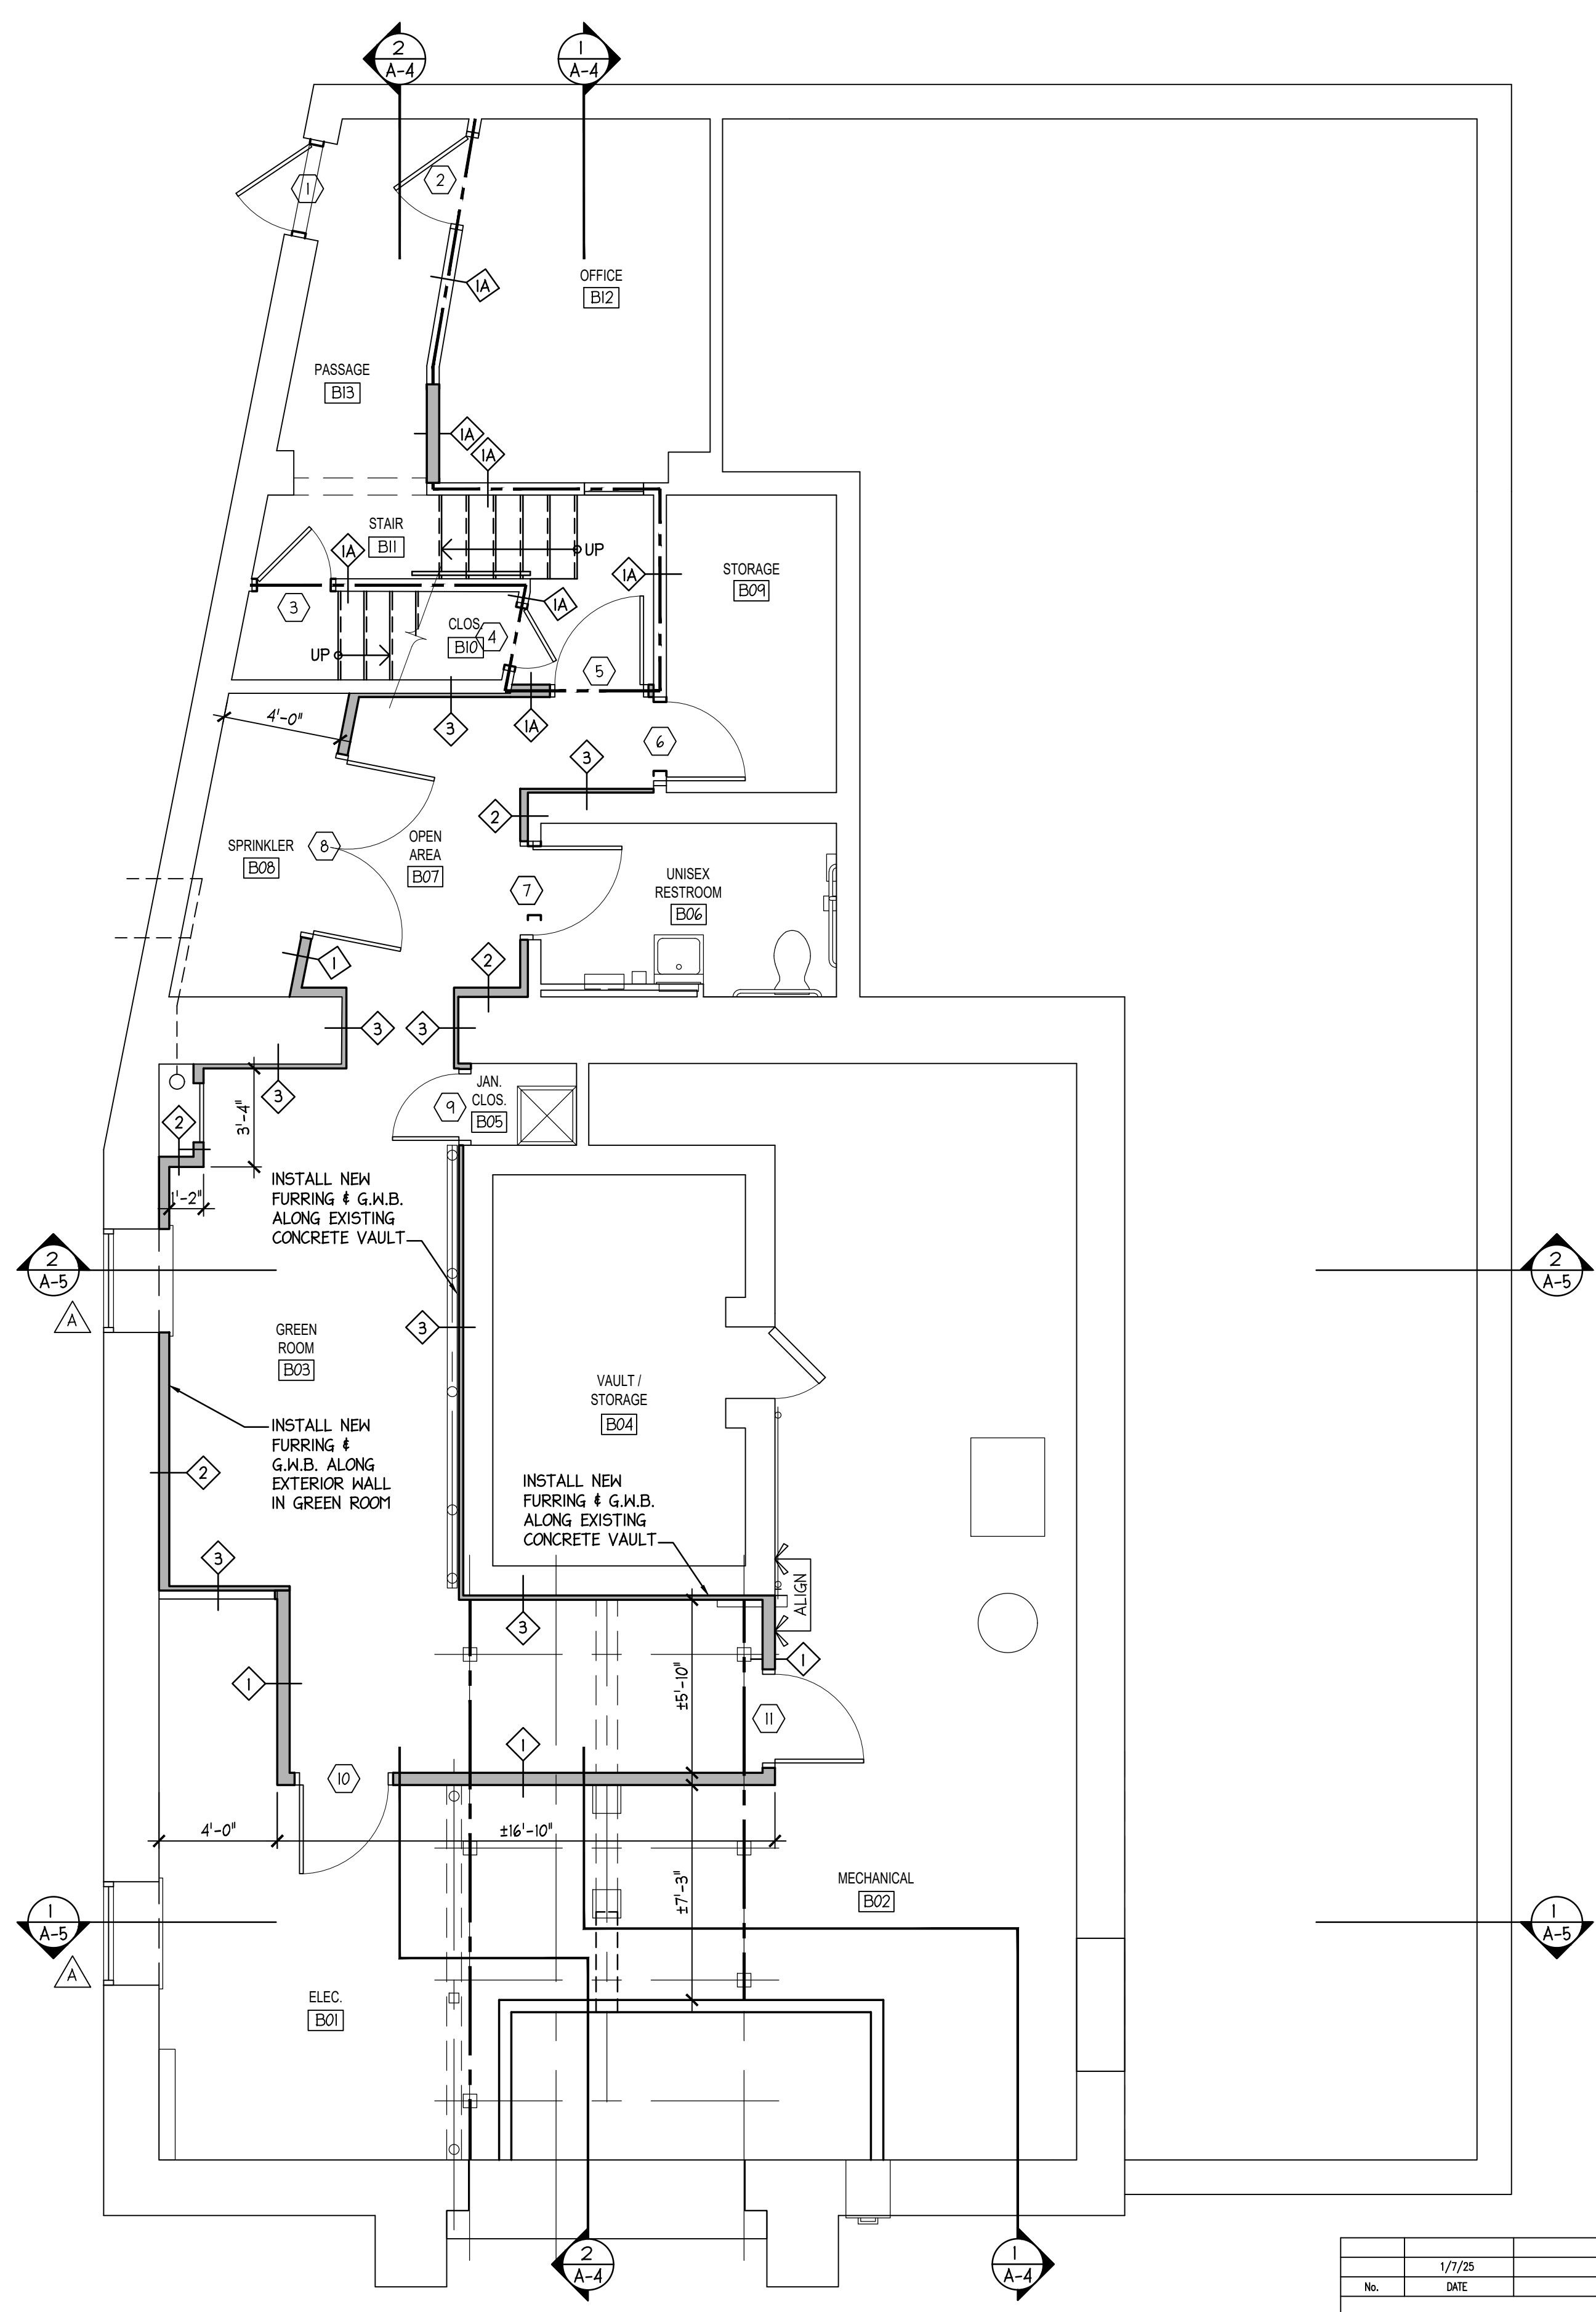 2
A-4
1
A-4
1
2
1A
OFFICE
B12
PASSAGE
B13
1A
1A
STAIR
B11
1A
UP
1A
STORAGE
B09
3
1A
CLOS.
B10
4
UP
5
4'-0"
3
1A
6
3
2
SPRINKLER
B08
8
OPEN
AREA
B07
7
UNISEX
RESTROOM
B06
1
2
3
3
3
9
JAN.
CLOS.
B05
3'-4"
2
1'-2"
INSTALL NEW
FURRING & G.W.B.
ALONG EXISTING
CONCRETE VAULT
2
A-5
A
2
A-5
GREEN
ROOM
B03
3
VAULT /
STORAGE
B04
INSTALL NEW
FURRING &
G.W.B. ALONG
EXTERIOR WALL
IN GREEN ROOM
2
INSTALL NEW
FURRING & G.W.B.
ALONG EXISTING
CONCRETE VAULT
3
ALIGN
3
1
1
±5'-10"
11
1
10
4'-0"
±16'-10"
±7'-3"
MECHANICAL
B02
1
A-5
A
1
A-5
ELEC.
B01
2
A-4
1
A-4
1/7/25
No.
DATE